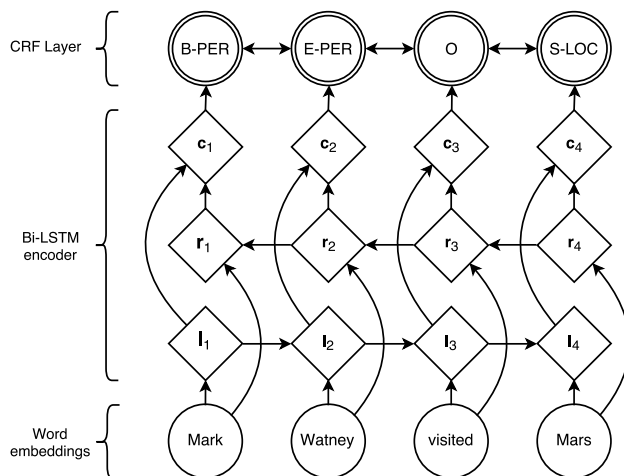 CRF Layer
B-PER E-PER O S-LOC
c1 c2 c3 c4
Bi-LSTM
encoder
r1 r2 r3 r4
l1 l2 l3 l4
Word
embeddings
Mark Watney visited Mars